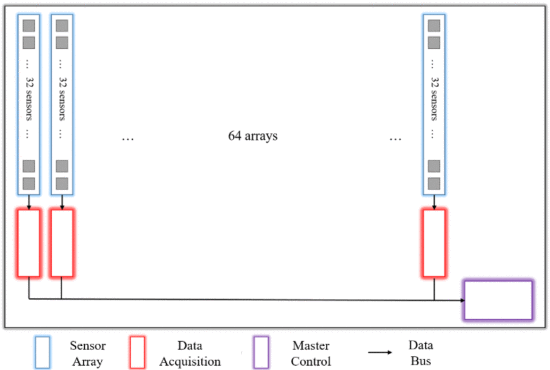 ... 32 sensors ...
... 32 sensors ...
... 64 arrays ...
... 32 sensors ...
Sensor Array
Data Acquisition
Master Control
Data Bus